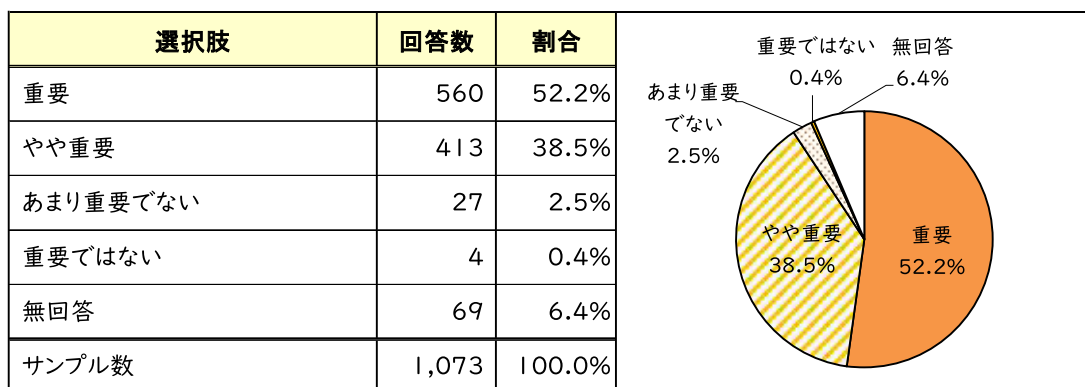 選択肢 回答数 割合
重要 560 52.2%
やや重要 413 38.5%
あまり重要でない 27 2.5%
重要ではない 4 0.4%
無回答 69 6.4%
サンプル数 1,073 100.0%
重要ではない
0.4%
無回答
6.4%
あまり重要
でない
2.5%
やや重要
38.5%
重要
52.2%